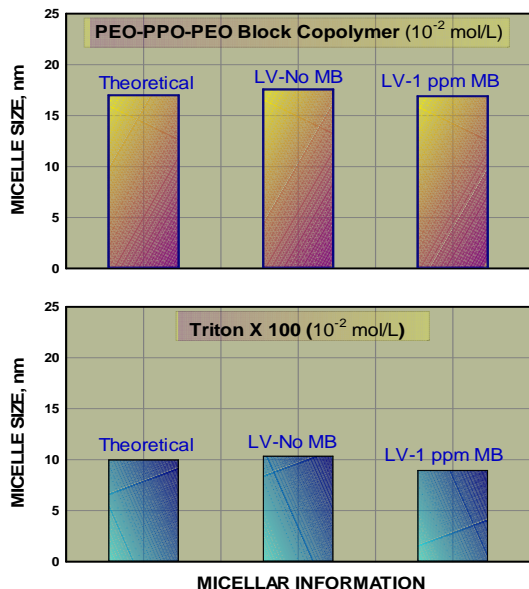 PEO-PPO-PEO Block Copolymer (10⁻² mol/L)
MICELLE SIZE, nm
25
20
15
10
5
0
Theoretical
LV-No MB
LV-1 ppm MB
Triton X 100 (10⁻² mol/L)
MICELLE SIZE, nm
25
20
15
10
5
0
Theoretical
LV-No MB
LV-1 ppm MB
MICELLAR INFORMATION